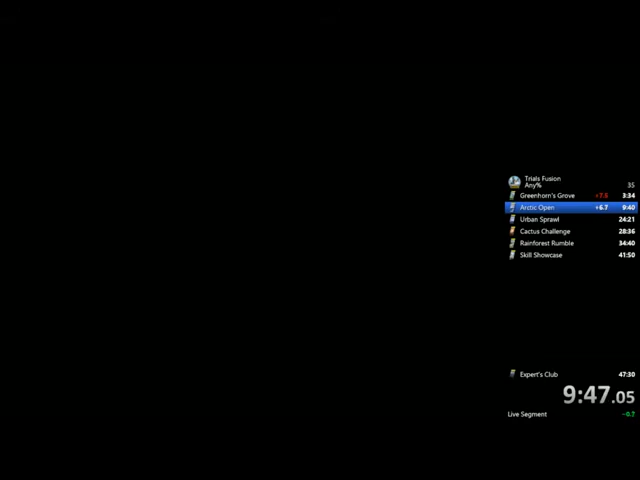 Trials Fusion
Any% 35
Greenhorn's Grove +7.6 3:34
Arctic Open +6.7 9:40
Urban Sprawl 24:21
Cactus Challenge 28:36
Rainforest Rumble 34:40
Skill Showcase 41:50
Expert's Club 47:30
9:47.05
Live Segment -0.7